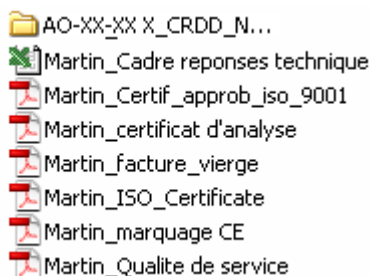 AO-XX-XX X_CRDD_N...
Martin_Cadre reponses technique
Martin_Certif_approb_iso_9001
Martin_certificat d'analyse
Martin_facture_vierge
Martin_ISO_Certificate
Martin_marquage CE
Martin_Qualite de service